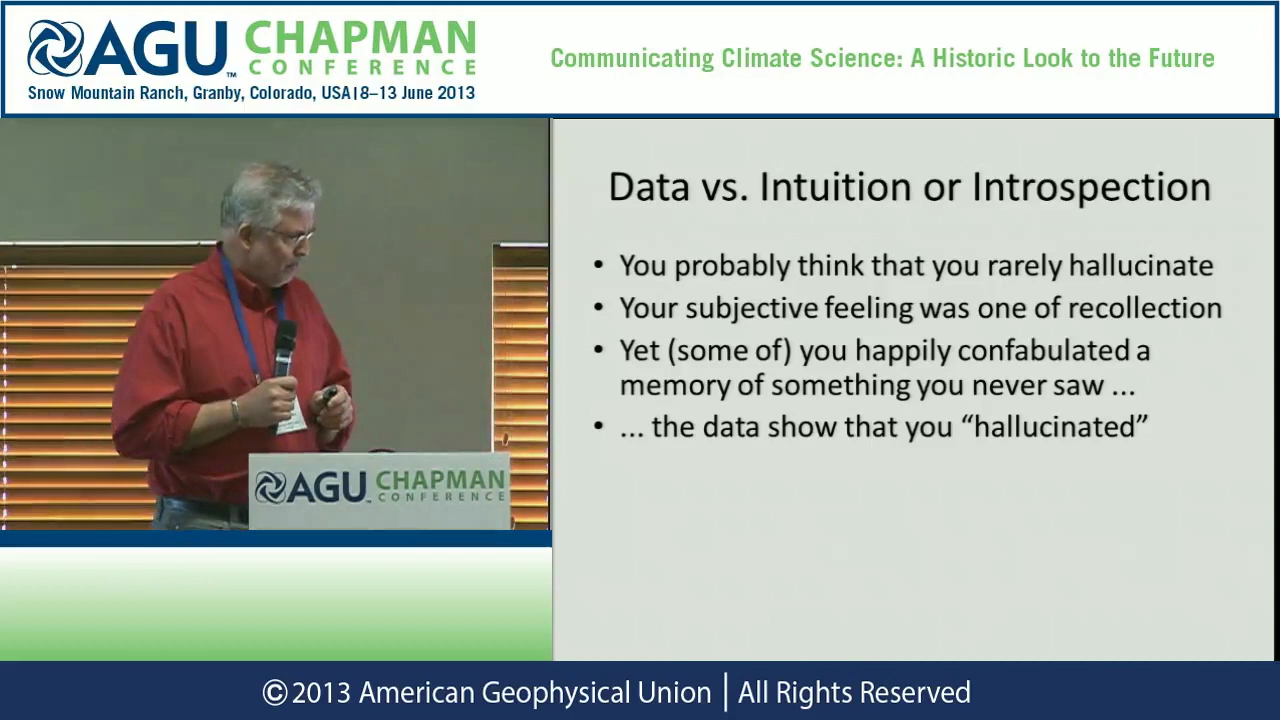 AGU CHAPMAN
TM CONFERENCE
Snow Mountain Ranch, Granby, Colorado, USA|8–13 June 2013
Communicating Climate Science: A Historic Look to the Future
Data vs. Intuition or Introspection
• You probably think that you rarely hallucinate
• Your subjective feeling was one of recollection
• Yet (some of) you happily confabulated a
memory of something you never saw ...
• ... the data show that you “hallucinated”
AGU CHAPMAN
CONFERENCE
©2013 American Geophysical Union | All Rights Reserved